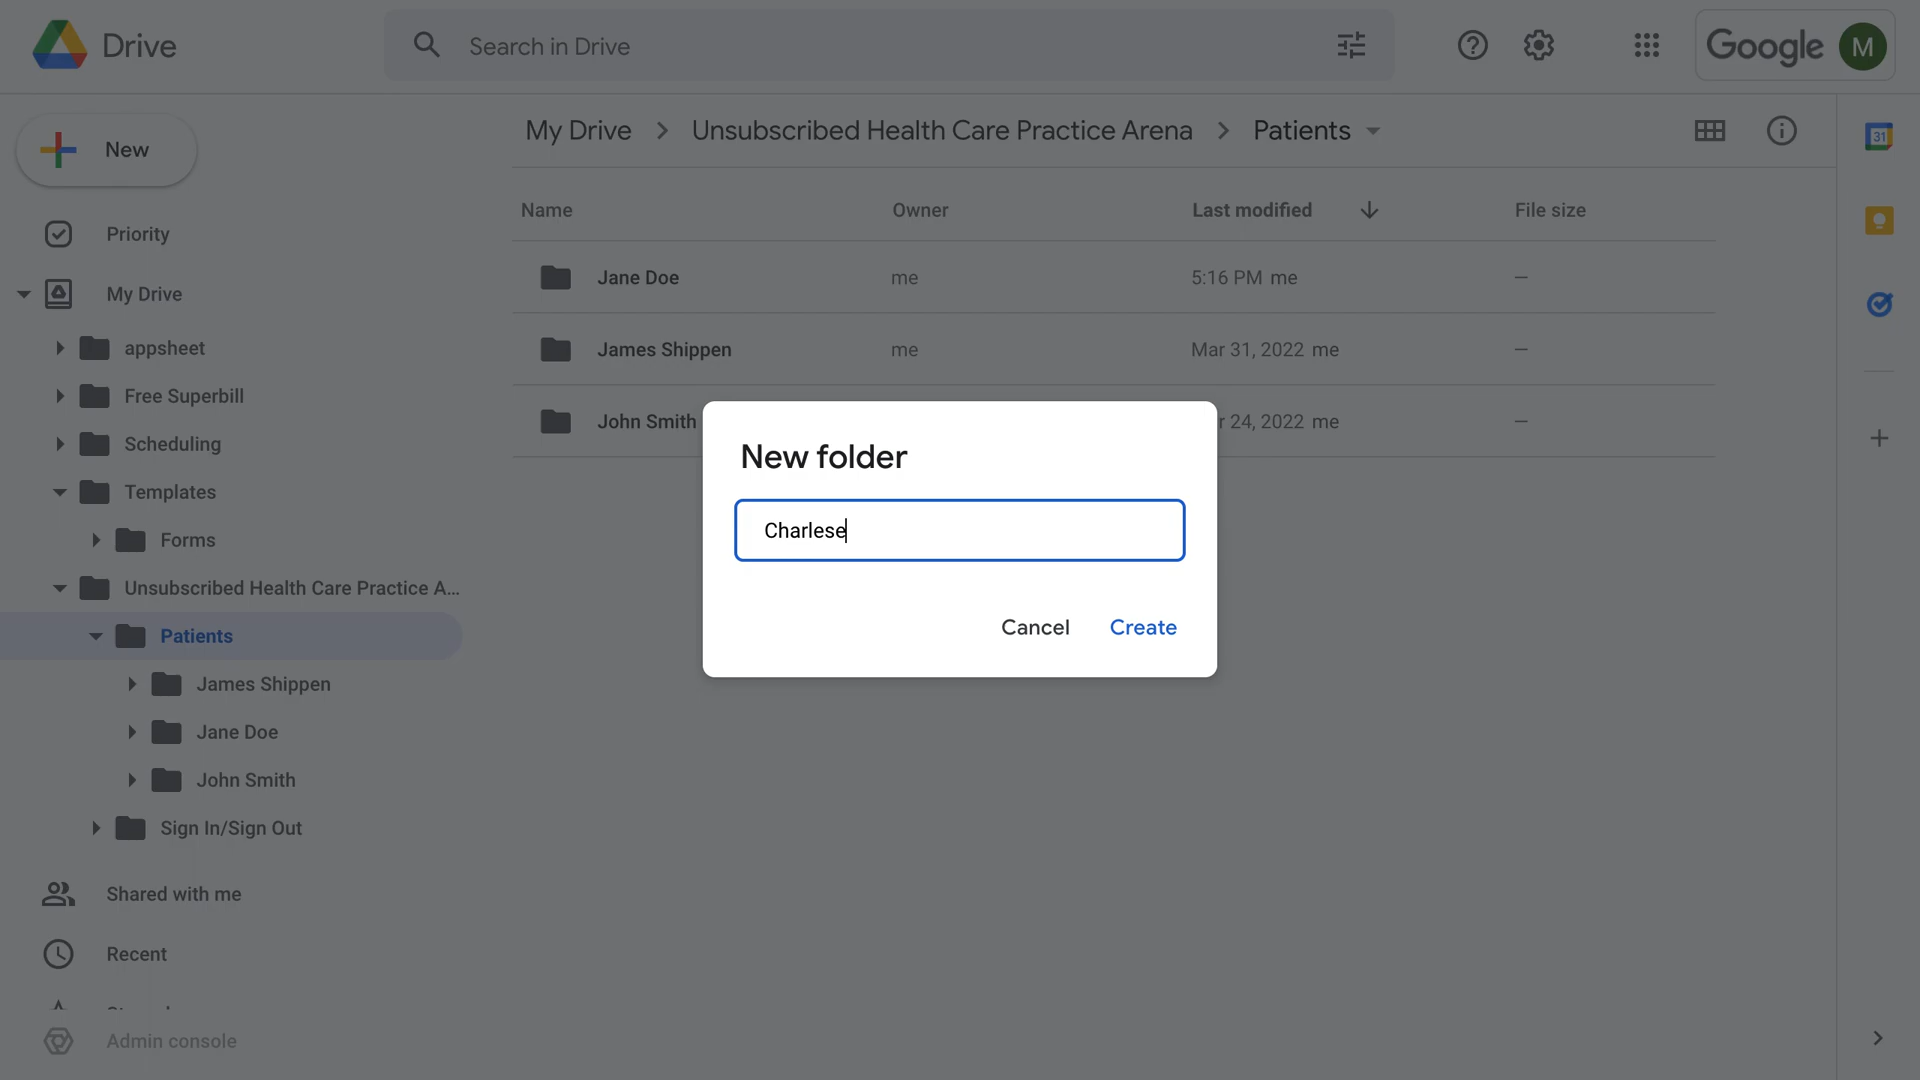 Drive
Search in Drive
Google
M
New
My Drive > Unsubscribed Health Care Practice Arena > Patients
31
Name Owner Last modified File size
Priority
My Drive
Jane Doe me 5:16 PM me —
appsheet
James Shippen me Mar 31, 2022 me —
Free Superbill
John Smith r 24, 2022 me —
Scheduling
New folder
Templates
Charlese
Forms
Unsubscribed Health Care Practice A...
Cancel Create
Patients
James Shippen
Jane Doe
John Smith
Sign In/Sign Out
Shared with me
Recent
Admin console